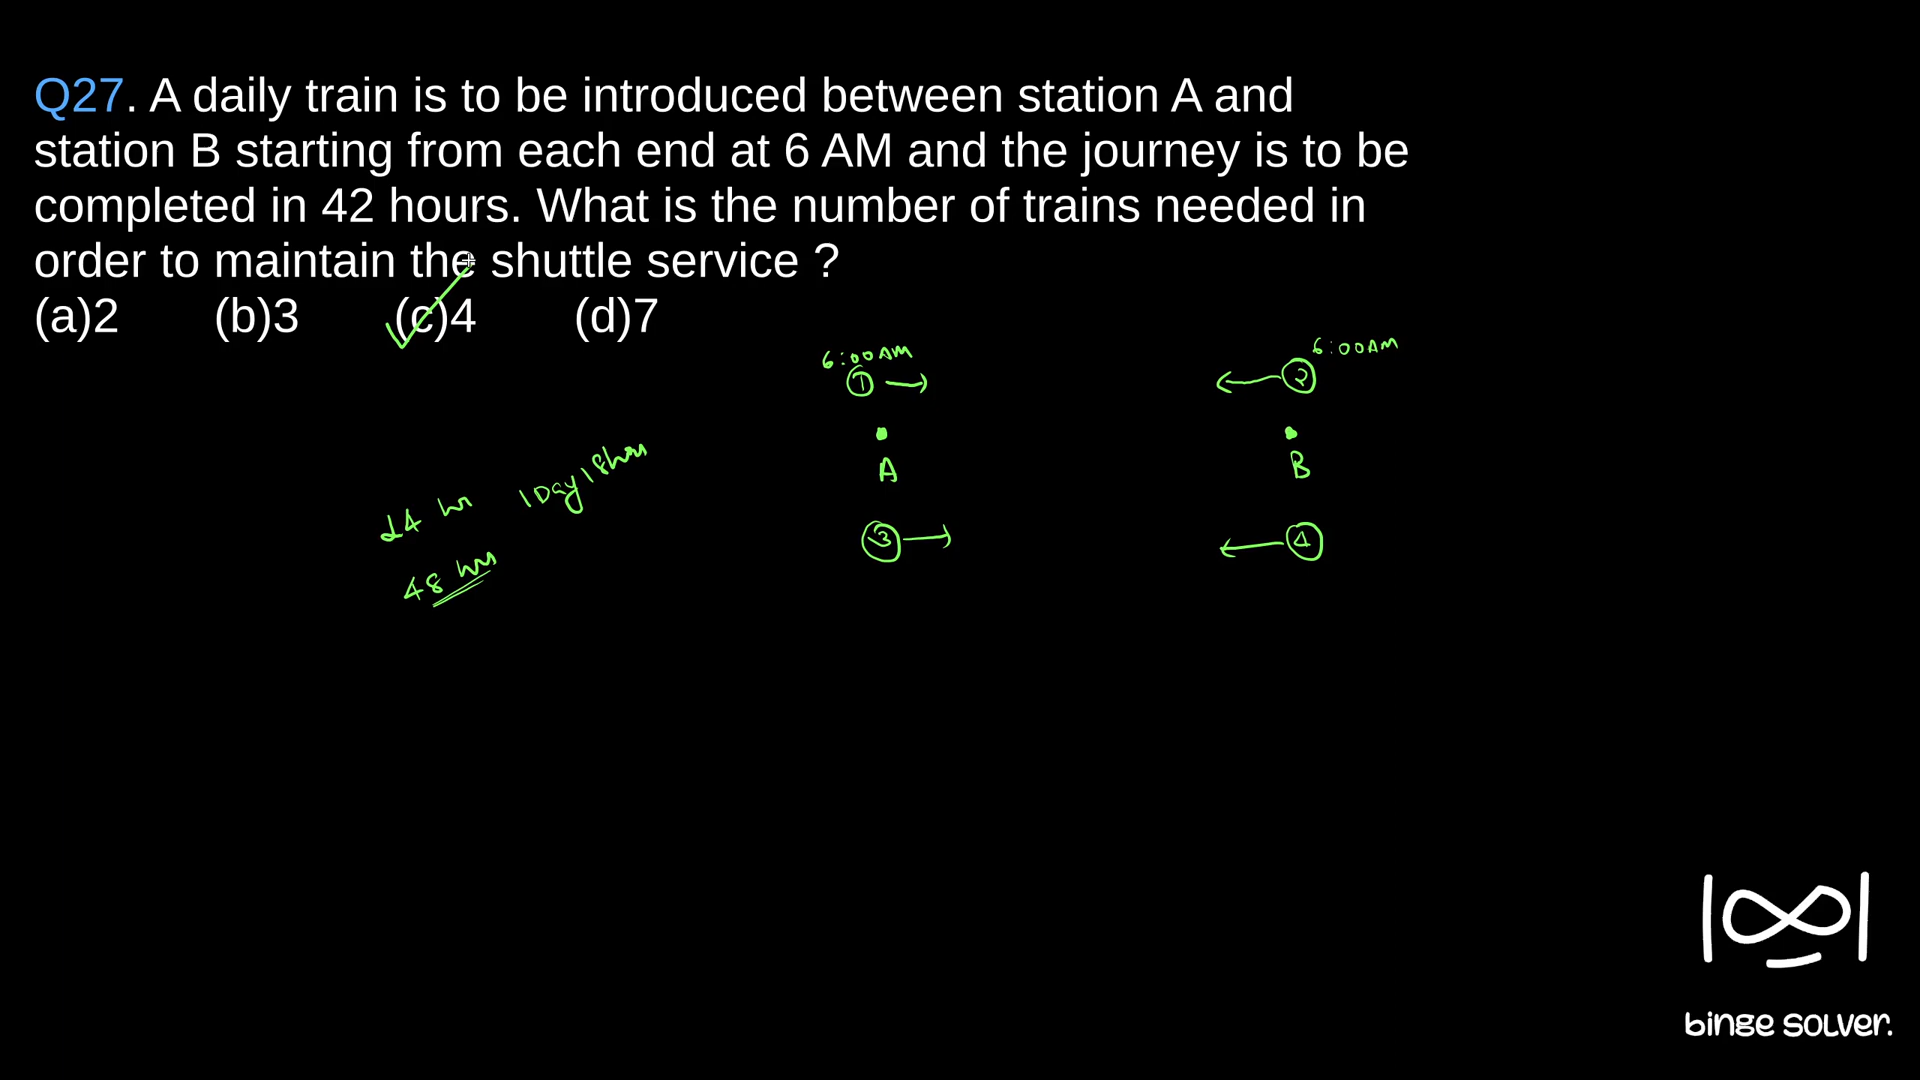 Q27. A daily train is to be introduced between station A and
station B starting from each end at 6 AM and the journey is to be
completed in 42 hours. What is the number of trains needed in
order to maintain the shuttle service ?
(a)2 (b)3 (c)4 (d)7
6:00AM 6:00AM
1 2
A B
24 hr 1Day 18hrs
3 4
48 hrs
binge solver.